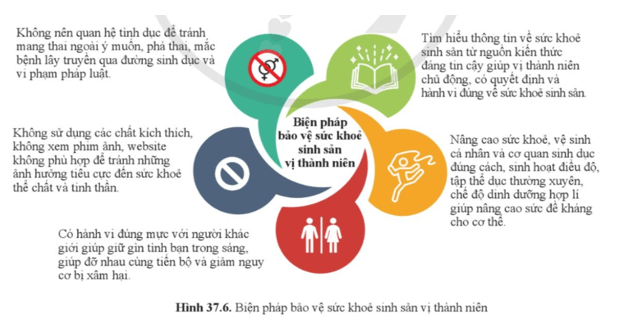 Không nên quan hệ tình dục để tránh
mang thai ngoài ý muốn, phá thai, mắc
bệnh lây truyền qua đường sinh dục và
vi phạm pháp luật.
Tìm hiểu thông tin về sức khoẻ
sinh sản từ nguồn kiến thức
đáng tin cậy giúp vị thành niên
chủ động, có quyết định và
hành vi đúng về sức khoẻ sinh sản.
Biện pháp
bảo vệ sức khoẻ
sinh sản
vị thành niên
Không sử dụng các chất kích thích,
không xem phim ảnh, website
không phù hợp để tránh những
ảnh hưởng tiêu cực đến sức khoẻ
thể chất và tinh thần.
Nâng cao sức khoẻ, vệ sinh
cá nhân và cơ quan sinh dục
đúng cách, sinh hoạt điều độ,
tập thể dục thường xuyên,
chế độ dinh dưỡng hợp lí
giúp nâng cao sức đề kháng
cho cơ thể.
Có hành vi đúng mực với người khác
giới giúp giữ gìn tình bạn trong sáng,
giúp đỡ nhau cùng tiến bộ và giảm nguy
cơ bị xâm hại.
Hình 37.6. Biện pháp bảo vệ sức khoẻ sinh sản vị thành niên